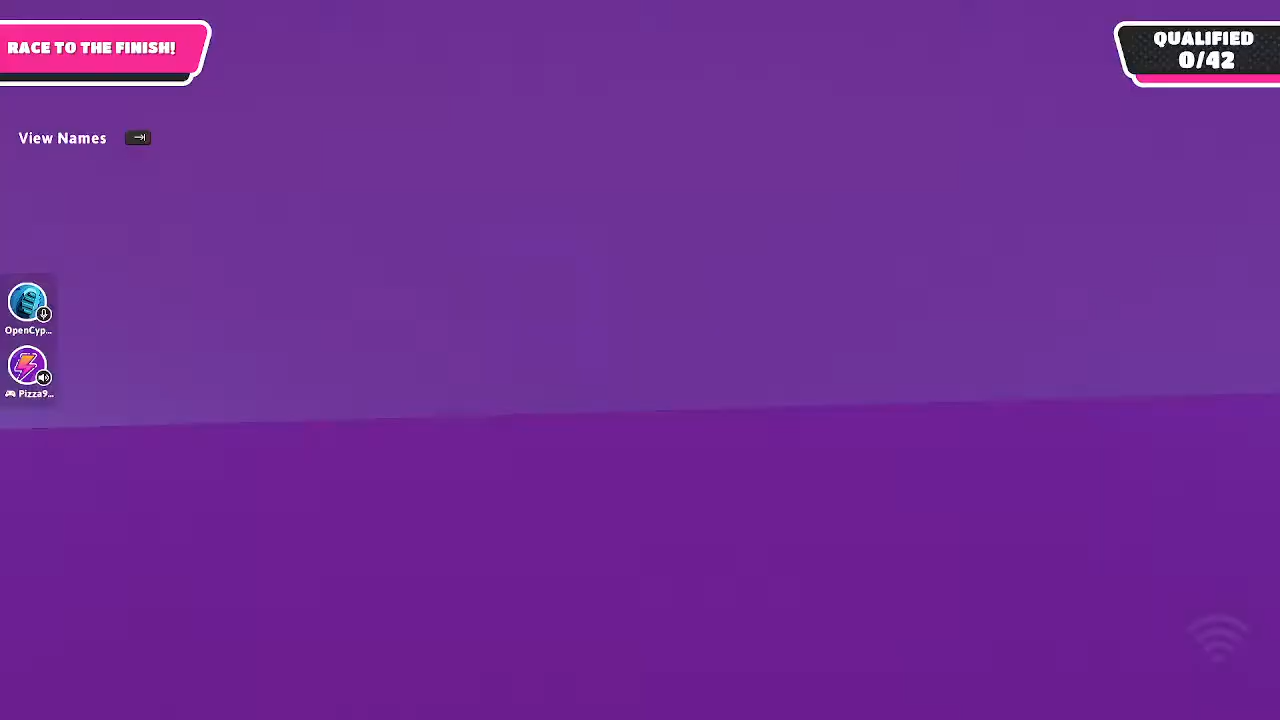 RACE TO THE FINISH!
QUALIFIED
0/42
View Names
OpenCyp...
Pizza9...